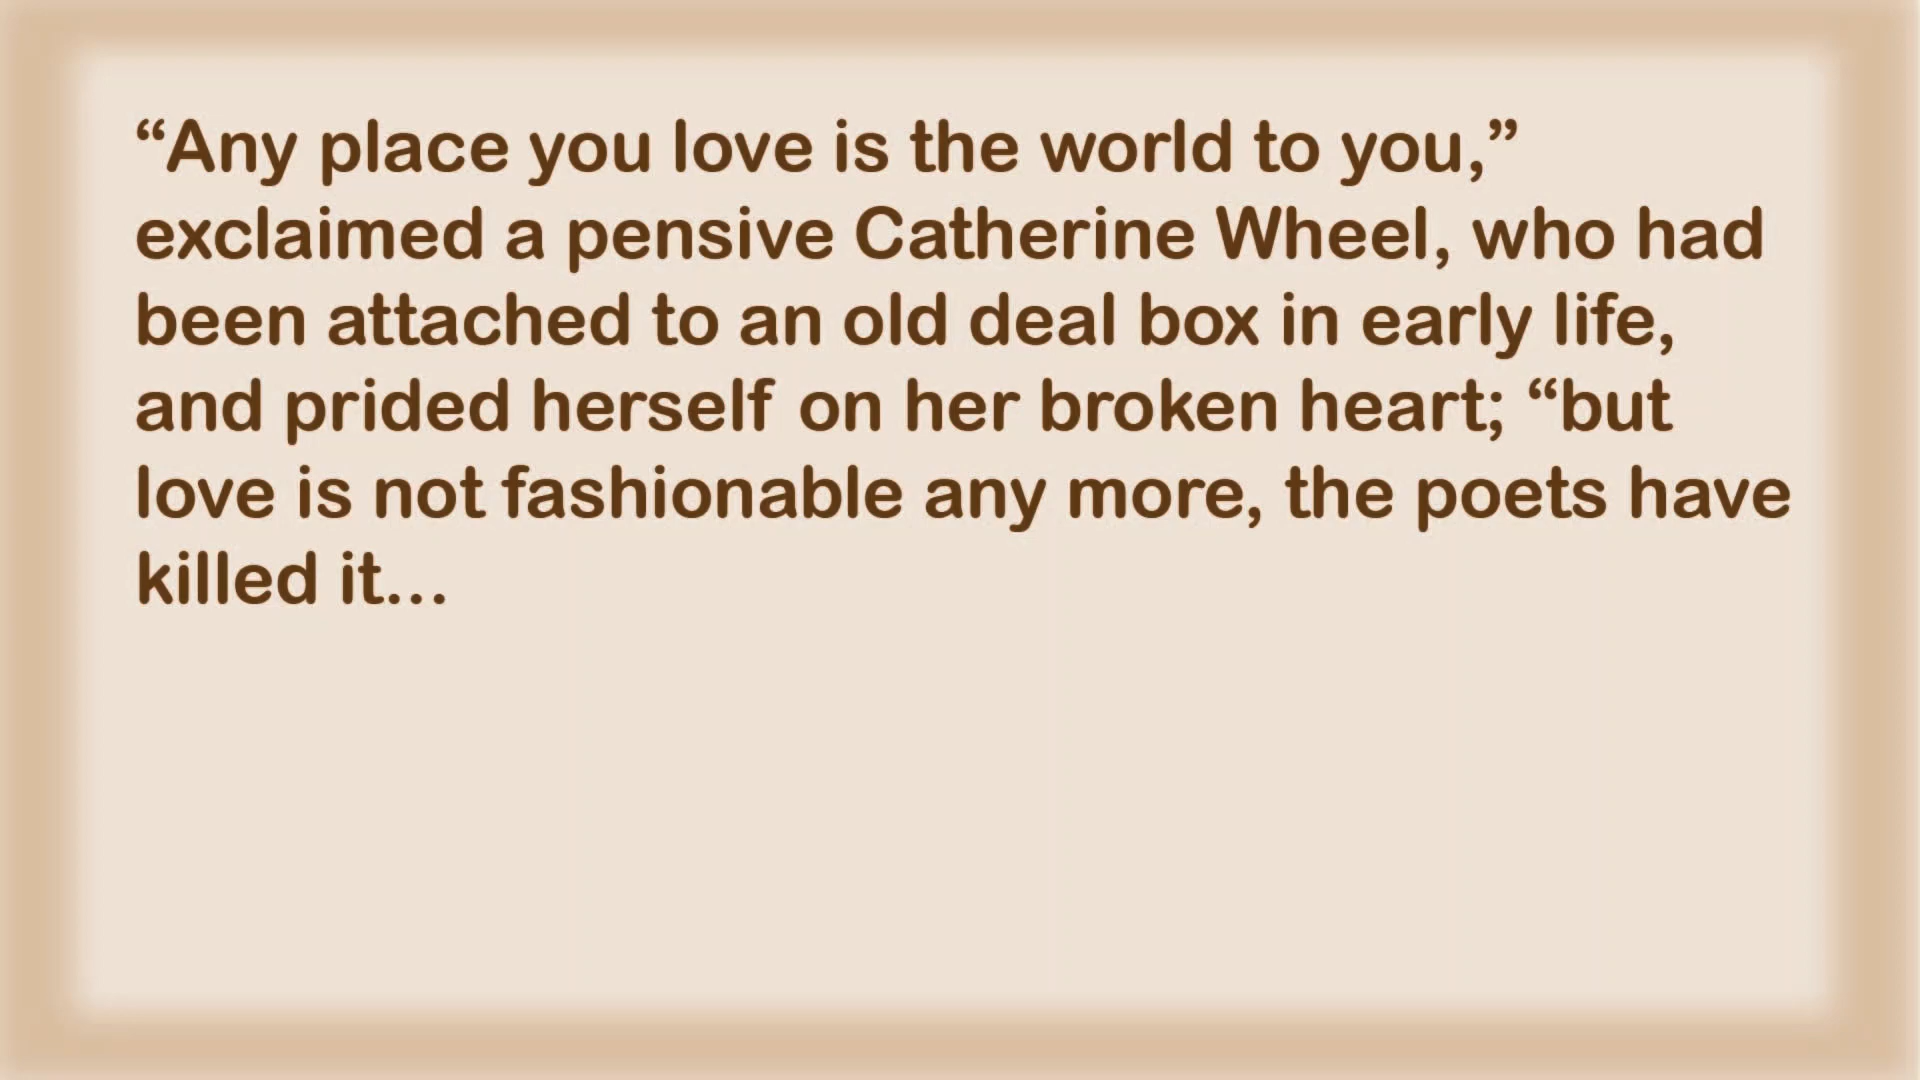 “Any place you love is the world to you,”
exclaimed a pensive Catherine Wheel, who had
been attached to an old deal box in early life,
and prided herself on her broken heart; “but
love is not fashionable any more, the poets have
killed it...